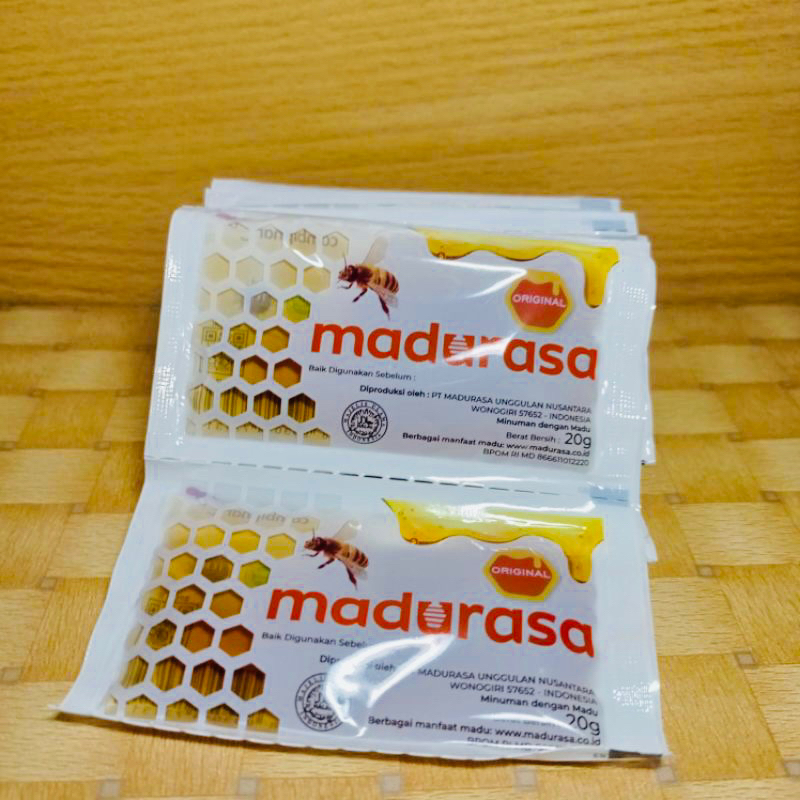 ORIGINAL
madurasa
Baik Digunakan Sebelum :
Diproduksi oleh : PT MADURASA UNGGULAN NUSANTARA
WONOGIRI 57652 - INDONESIA
Minuman dengan Madu
Berat Bersih : 20g
Berbagai manfaat madu: www.madurasa.co.id
BPOM RI MD 866611012220
ORIGINAL
madurasa
Baik Digunakan
MADURASA UNGGULAN NUSANTARA
WONOGIRI 57652 - INDONESIA
Minuman dengan Madu
20g
Berbagai manfaat madu: www.madurasa.co.id